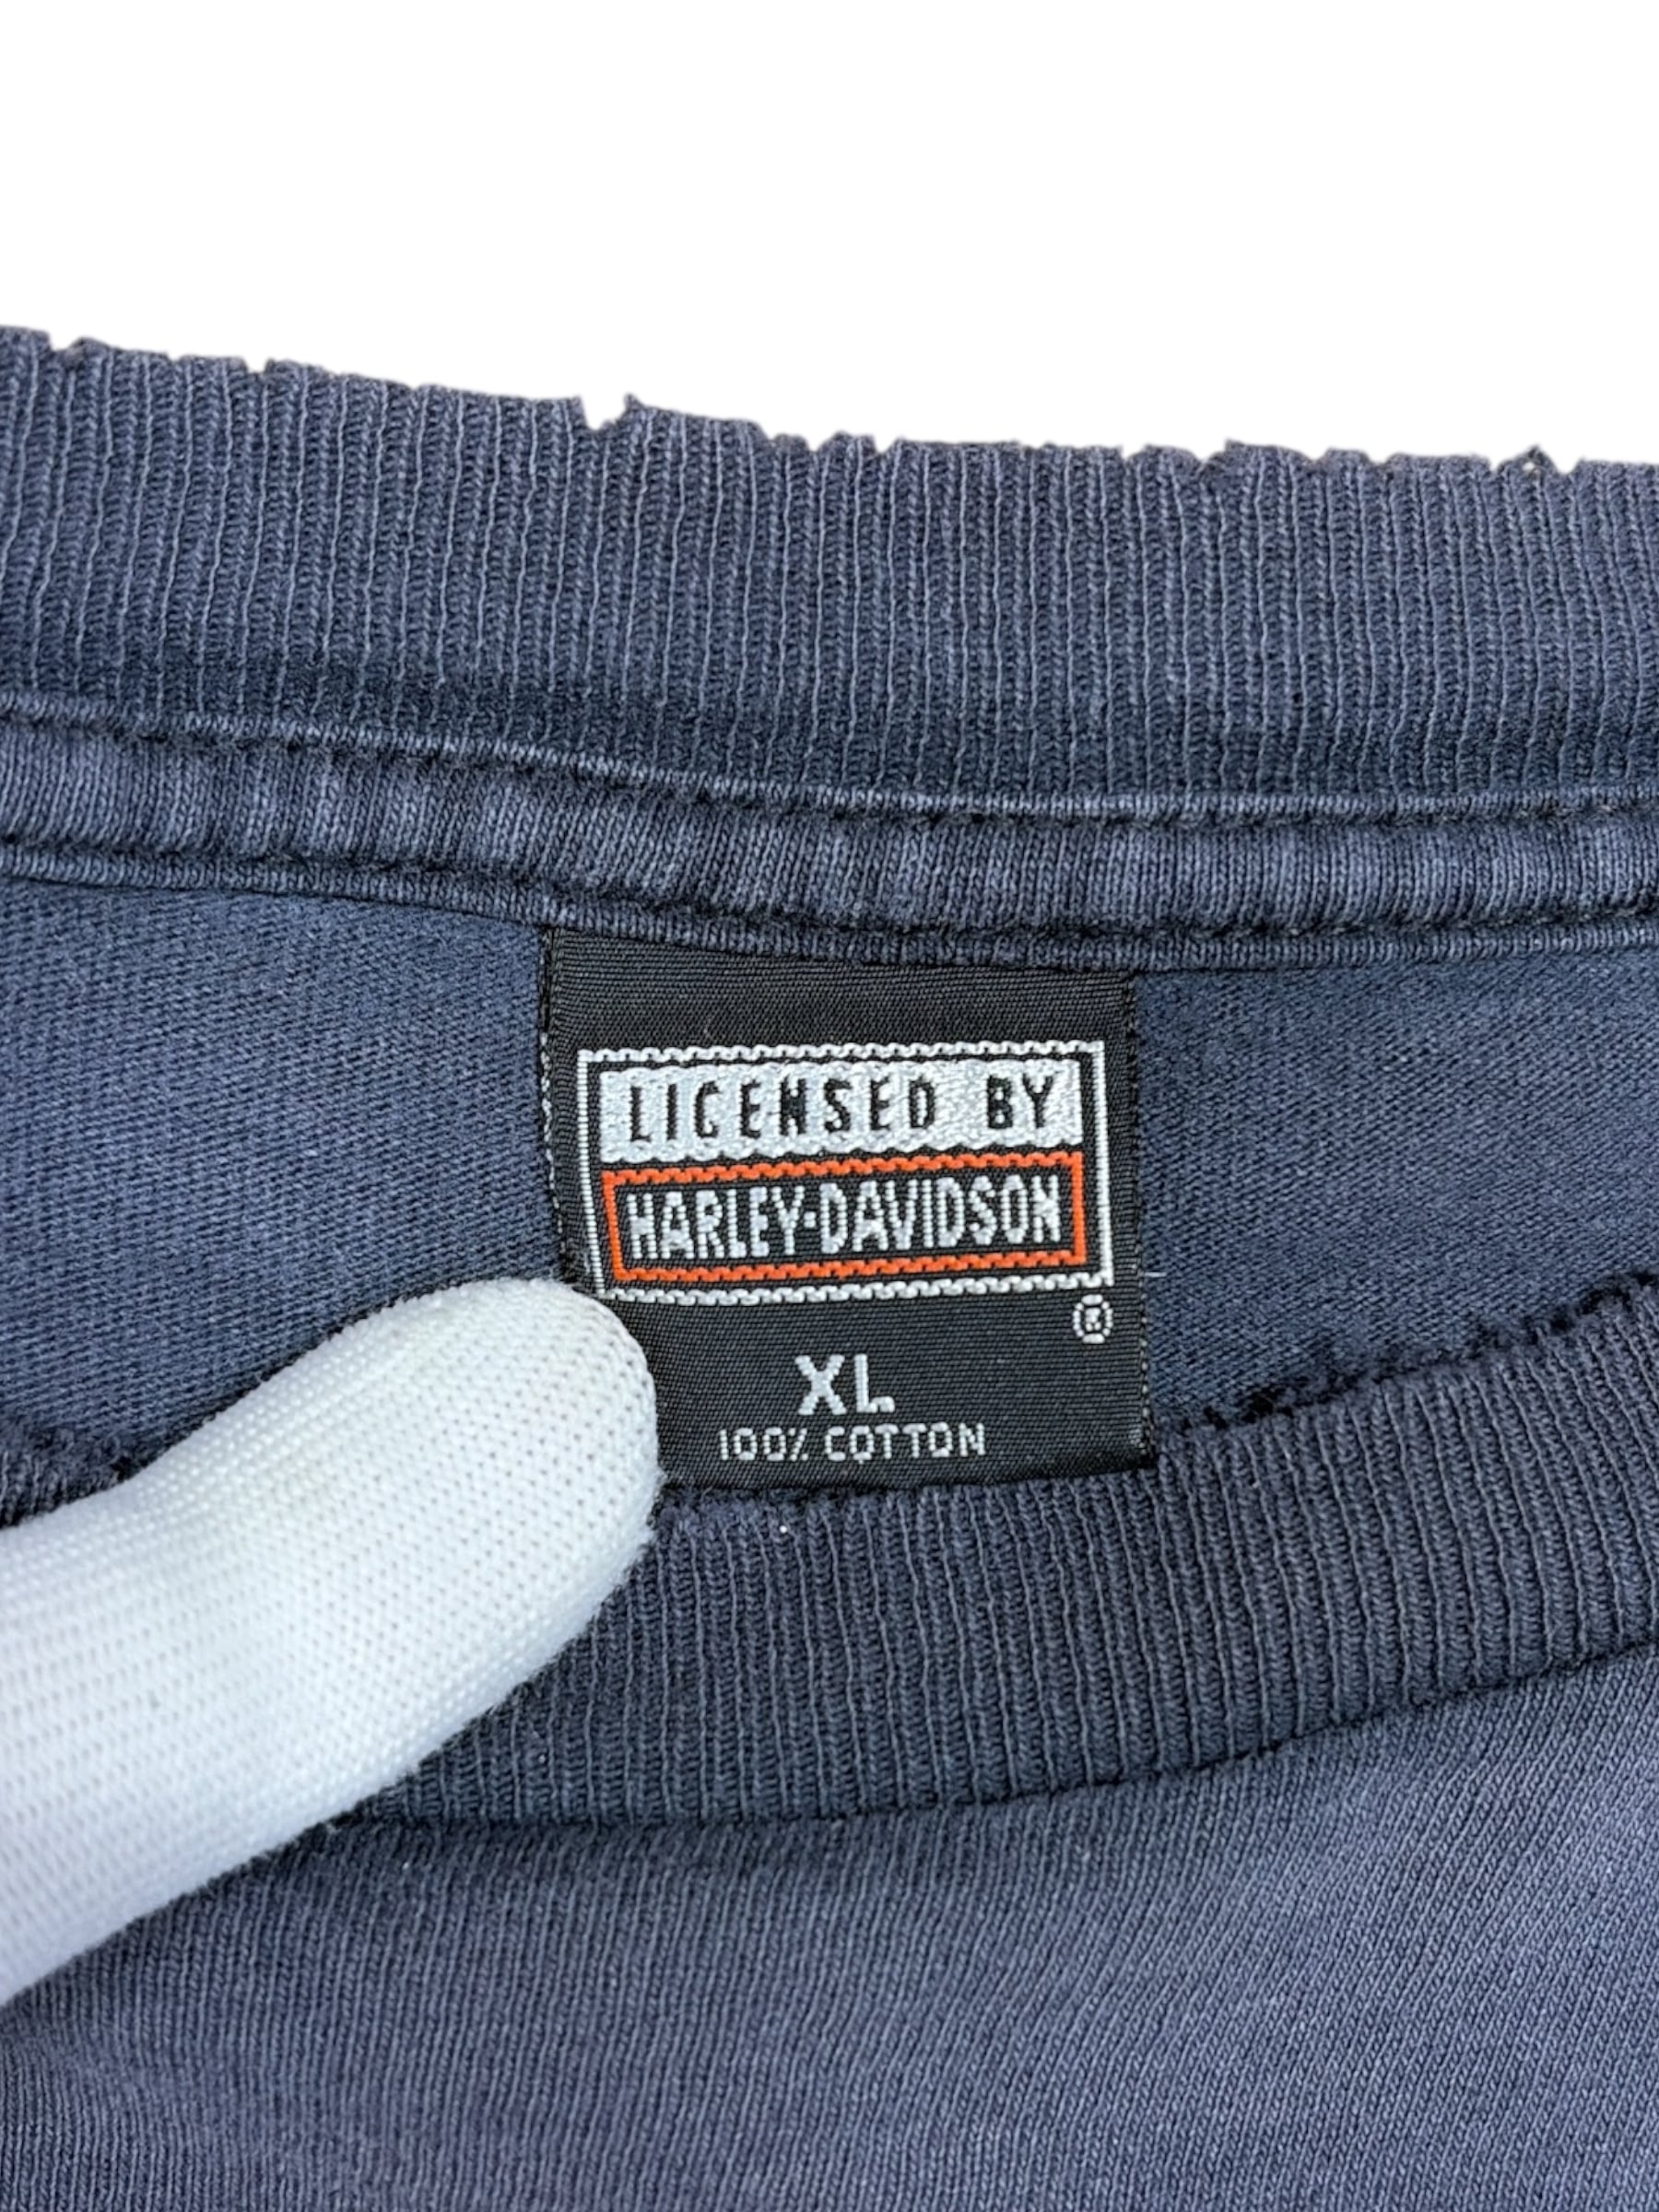 LICENSED BY
HARLEY-DAVIDSON
®
XL
100% COTTON